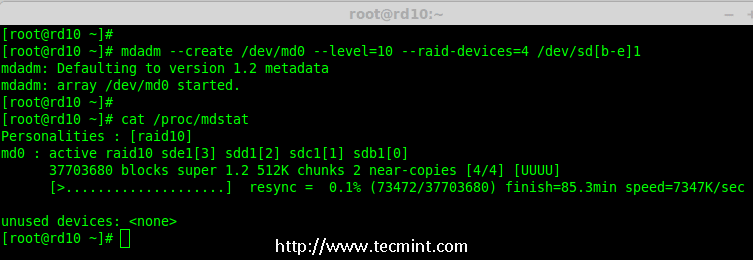 root@rd10:~
[root@rd10 ~]#
[root@rd10 ~]# mdadm --create /dev/md0 --level=10 --raid-devices=4 /dev/sd[b-e]1
mdadm: Defaulting to version 1.2 metadata
mdadm: array /dev/md0 started.
[root@rd10 ~]#
[root@rd10 ~]# cat /proc/mdstat
Personalities : [raid10]
md0 : active raid10 sde1[3] sdd1[2] sdc1[1] sdb1[0]
      37703680 blocks super 1.2 512K chunks 2 near-copies [4/4] [UUUU]
      [>....................]  resync =  0.1% (73472/37703680) finish=85.3min speed=7347K/sec

unused devices: <none>
[root@rd10 ~]#
http://www.tecmint.com